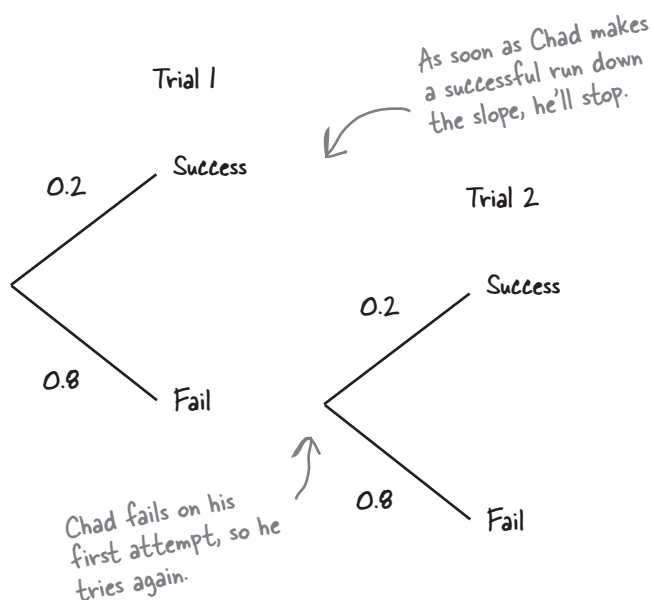 Trial 1
As soon as Chad makes
a successful run down
the slope, he'll stop.
0.2
Success
Trial 2
0.8
Fail
0.2
Success
0.8
Fail
Chad fails on his
first attempt, so he
tries again.